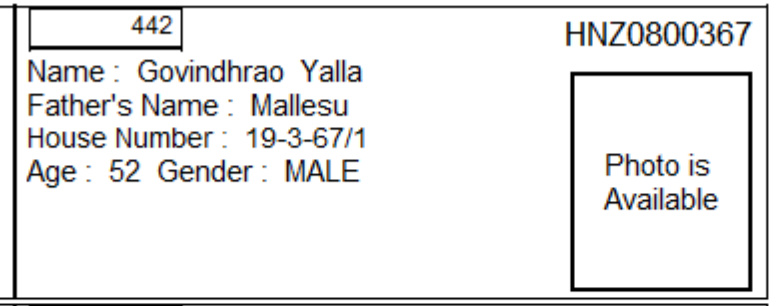 442
HNZ0800367
Name : Govindhrao Yalla
Father's Name : Mallesu
House Number : 19-3-67/1
Age : 52 Gender : MALE
Photo is
Available